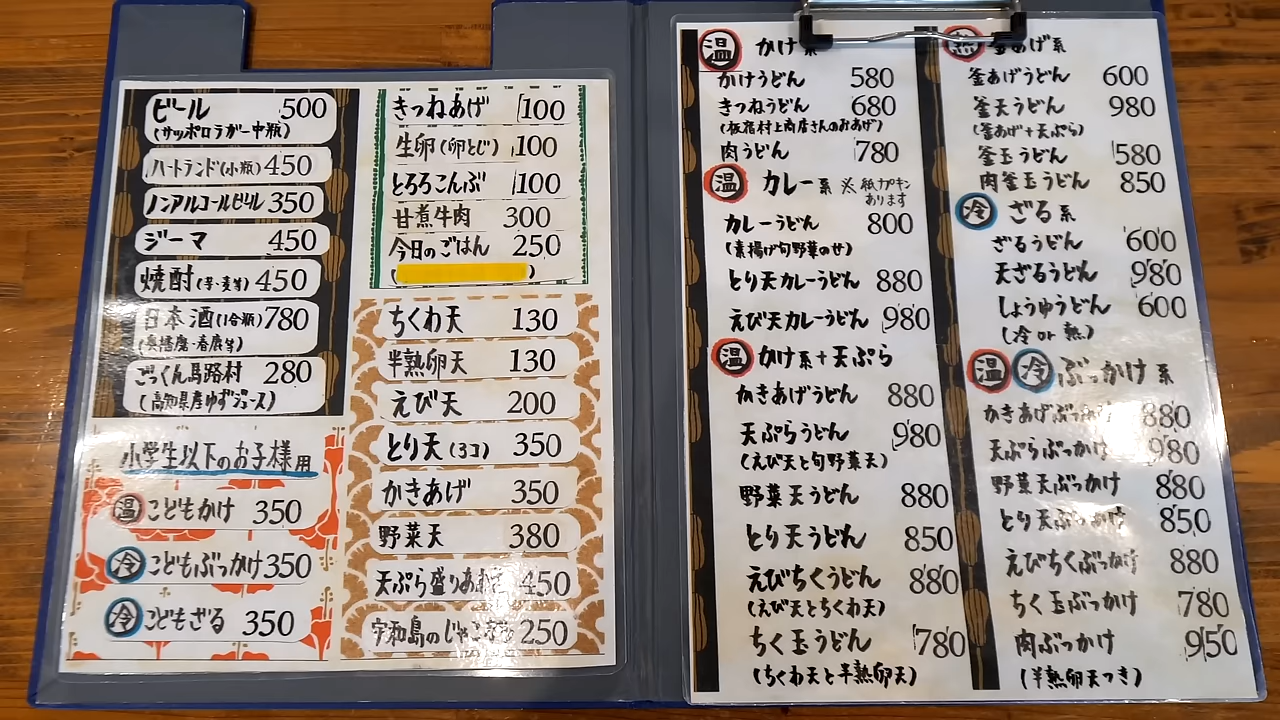 ビール 500
(サッポロラガー中瓶)
ハートランド(小瓶) 450
ノンアルコールビール 350
ジーマ 450
焼酎(芋・麦等) 450
日本酒(1合瓶) 780
(奥播磨・春鹿等)
ごっくん馬路村 280
(高知県産ゆずジュース)
小学生以下のお子様用
温 こどもかけ 350
冷 こどもぶっかけ 350
冷 こどもざる 350
きつねあげ 100
生卵(卵とじ) 100
とろろこんぶ 100
甘煮牛肉 300
今日のごはん 250
( )
ちくわ天 130
半熟卵天 130
えび天 200
とり天(3コ) 350
かきあげ 350
野菜天 380
天ぷら盛りあわせ 450
宇和島のじゃこ天 250
温 かけ系
かけうどん 580
きつねうどん 680
(板宿村上商店さんのおあげ)
肉うどん 780
温 カレー系 ※紙ナプキン
あります
カレーうどん 800
(素揚げ旬野菜のせ)
とり天カレーうどん 880
えび天カレーうどん 980
温 かけ系+天ぷら
かきあげうどん 880
天ぷらうどん 980
(えび天と旬野菜天)
野菜天うどん 880
とり天うどん 850
えびちくうどん 880
(えび天とちくわ天)
ちく玉うどん 780
(ちくわ天と半熟卵天)
熱 釜あげ系
釜あげうどん 600
釜天うどん 980
(釜あげ+天ぷら)
釜玉うどん 580
肉釜玉うどん 850
冷 ざる系
ざるうどん 600
天ざるうどん 980
しょうゆうどん 600
(冷 or 熱)
温 冷 ぶっかけ系
かきあげぶっかけ 880
天ぷらぶっかけ 980
野菜天ぶっかけ 880
とり天ぶっかけ 850
えびちくぶっかけ 880
ちく玉ぶっかけ 780
肉ぶっかけ 950
(半熟卵天つき)